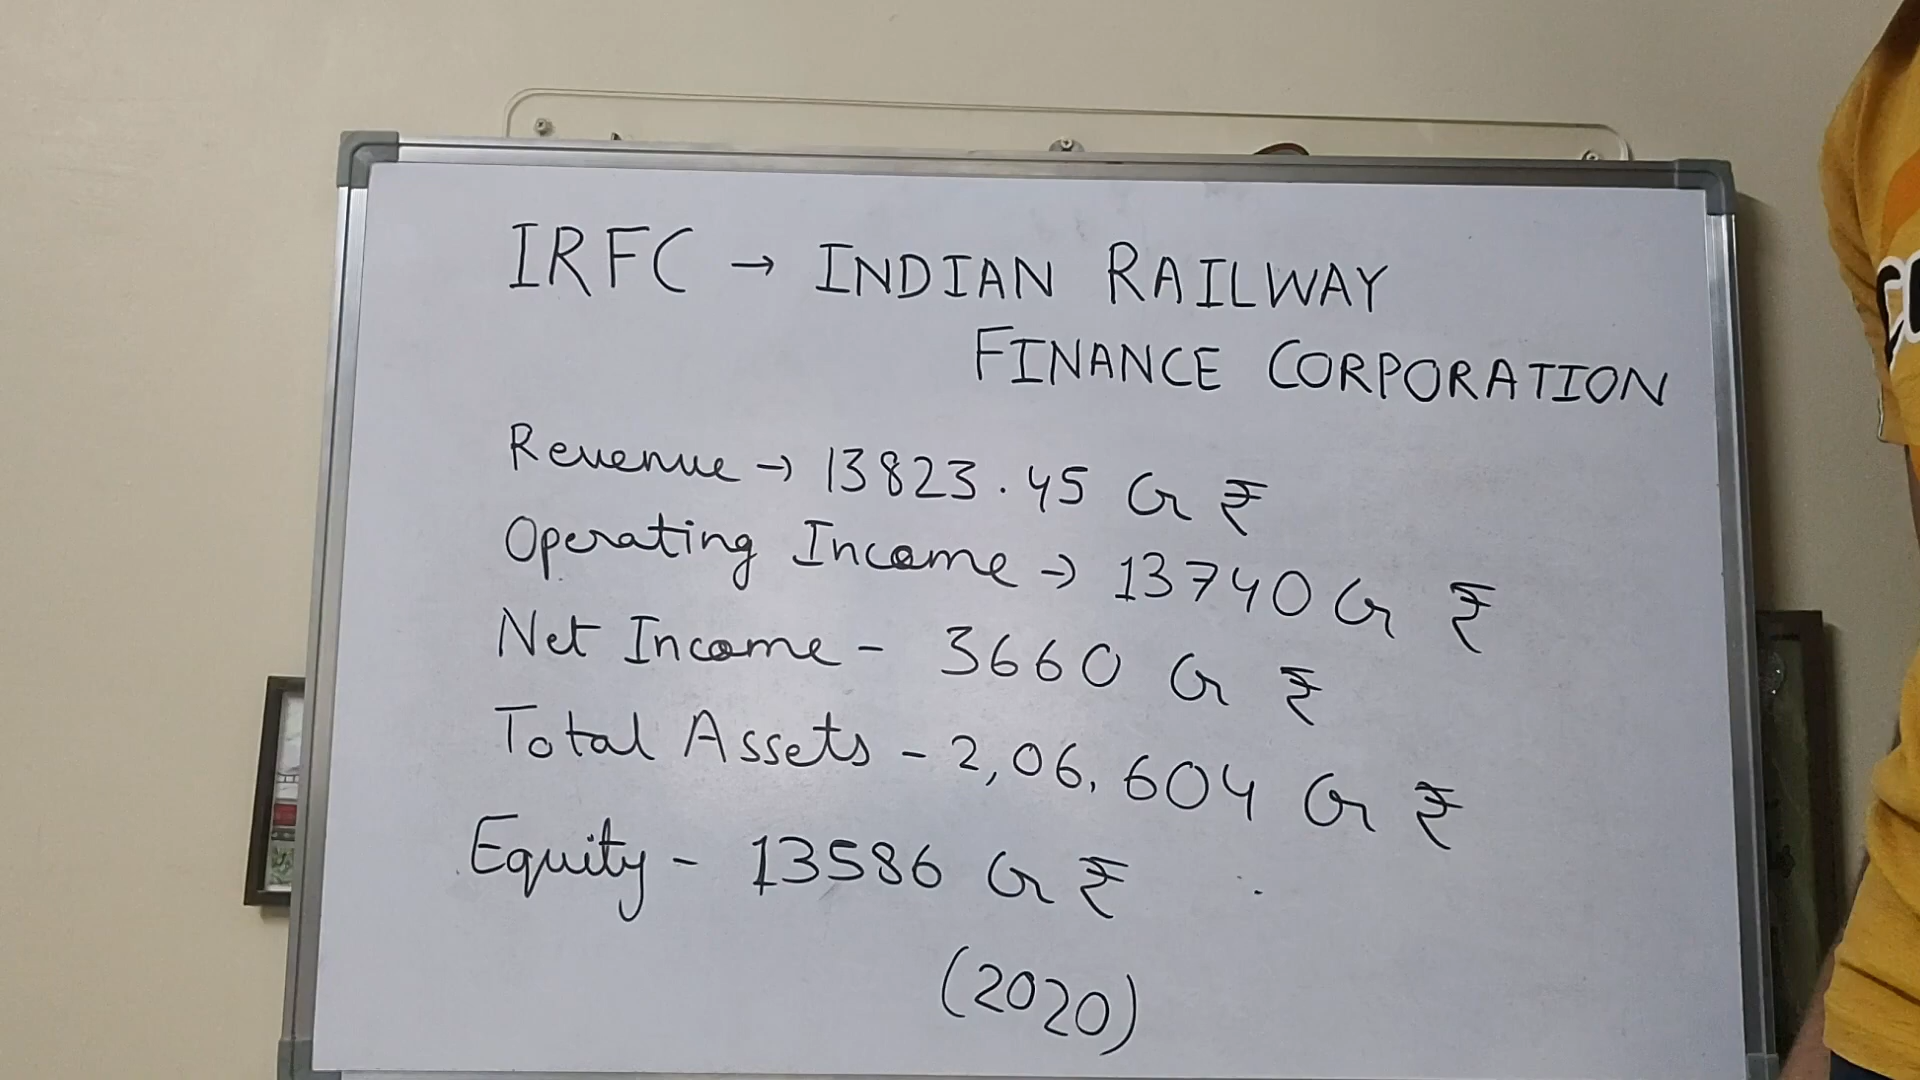 IRFC → INDIAN RAILWAY
FINANCE CORPORATION
Revenue → 13823.45 Cr ₹
Operating Income → 13740 Cr ₹
Net Income - 3660 Cr ₹
Total Assets - 2,06,604 Cr ₹
Equity - 13586 Cr ₹
(2020)